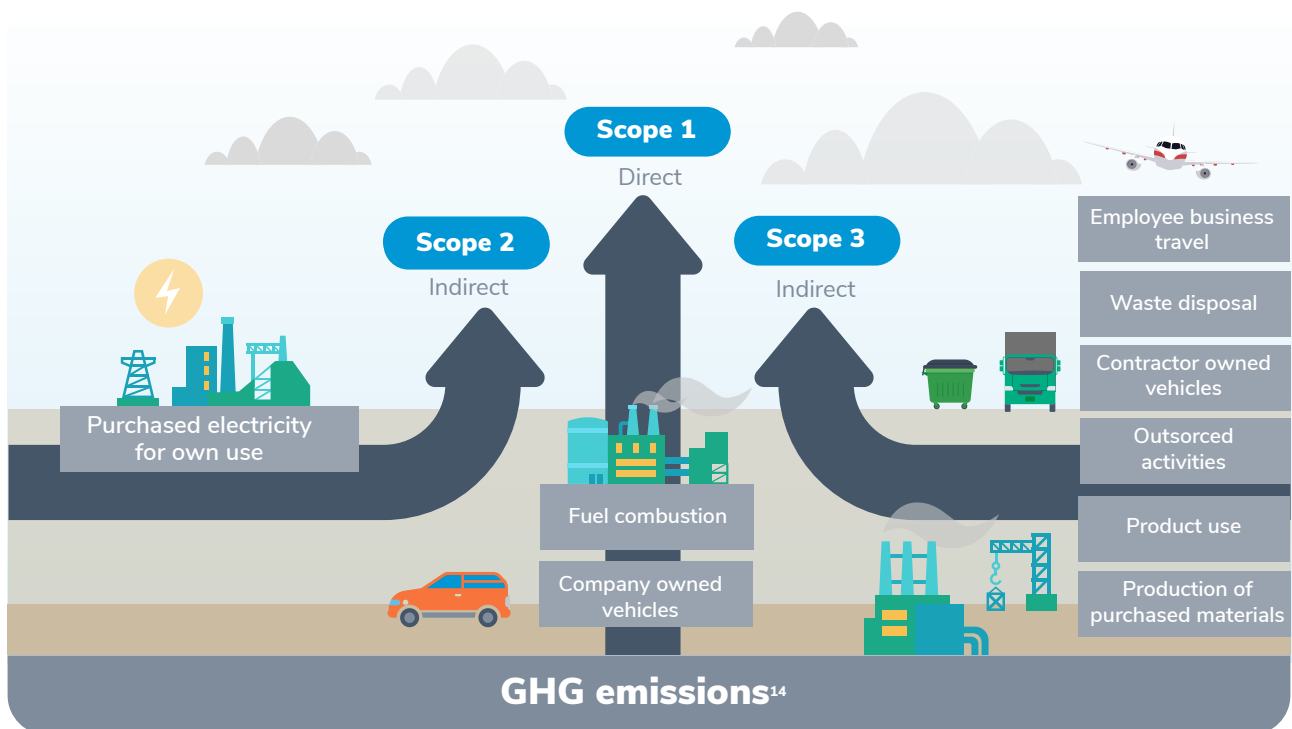 Scope 1
Direct
Scope 2
Indirect
Scope 3
Indirect
Purchased electricity
for own use
Fuel combustion
Company owned
vehicles
Employee business
travel
Waste disposal
Contractor owned
vehicles
Outsorced
activities
Product use
Production of
purchased materials
GHG emissions14